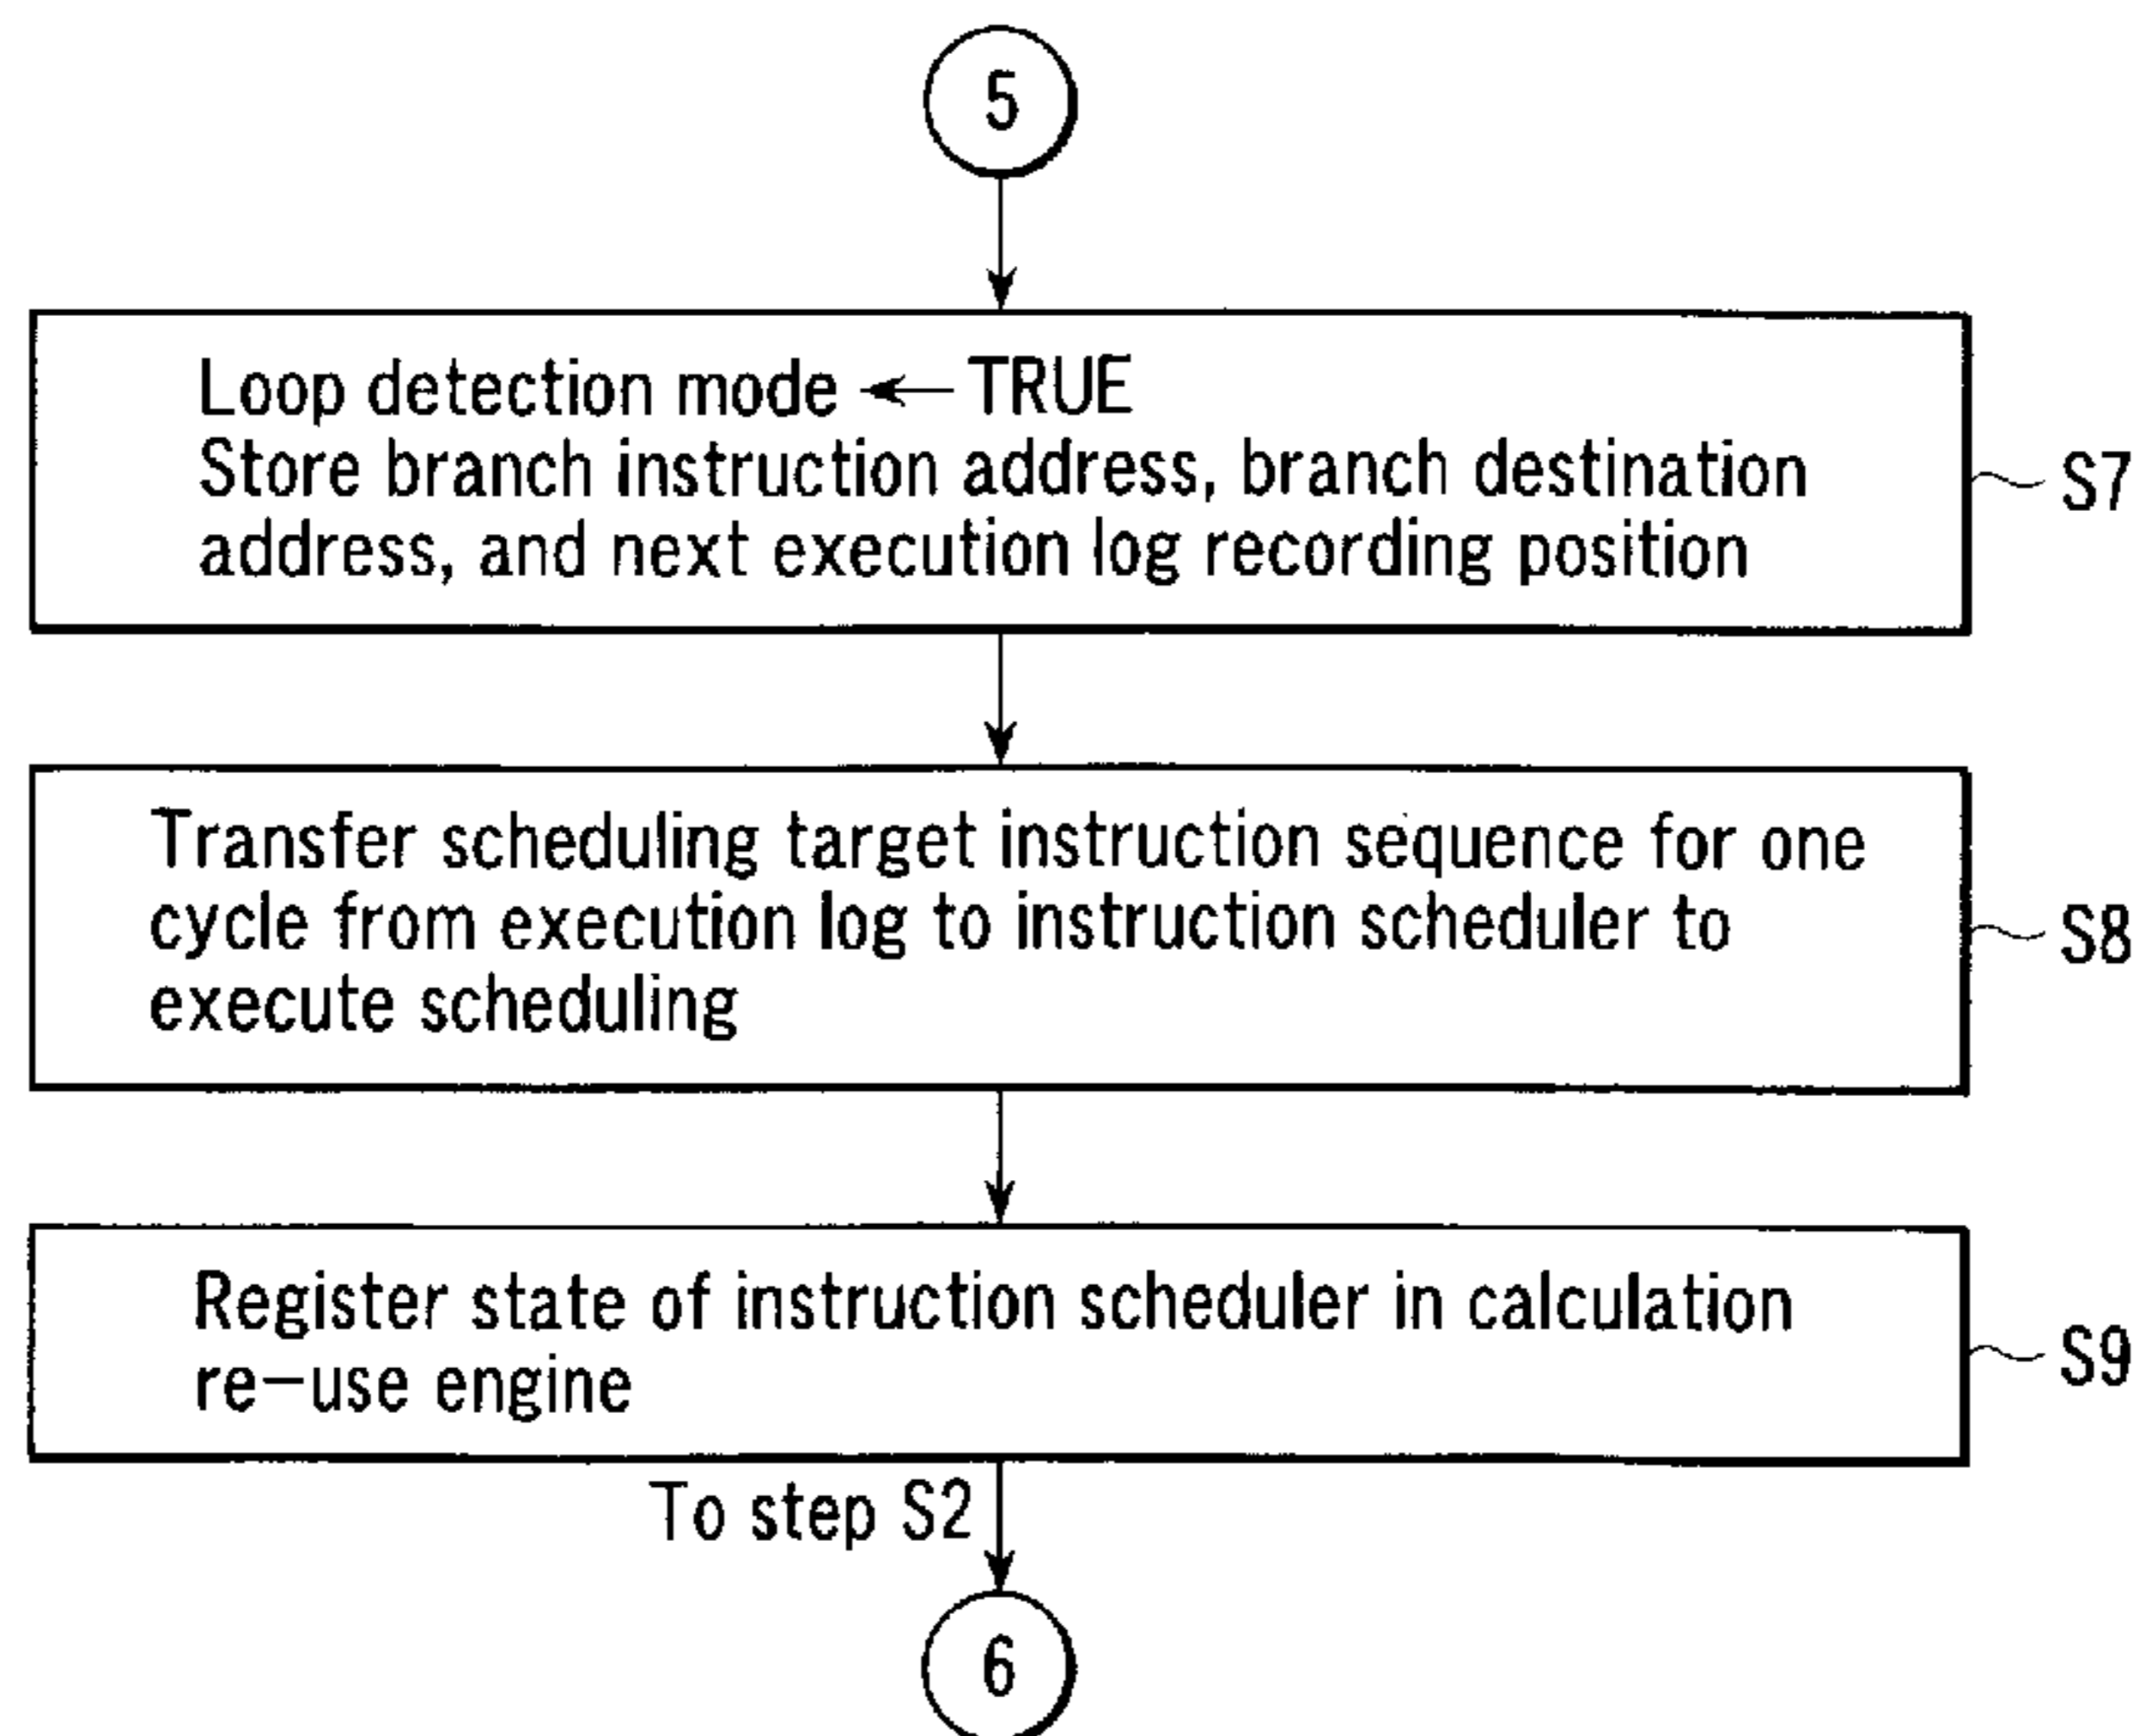 5
Loop detection mode ← TRUE
Store branch instruction address, branch destination
address, and next execution log recording position
S7
Transfer scheduling target instruction sequence for one
cycle from execution log to instruction scheduler to
execute scheduling
S8
Register state of instruction scheduler in calculation
re-use engine
S9
To step S2
6